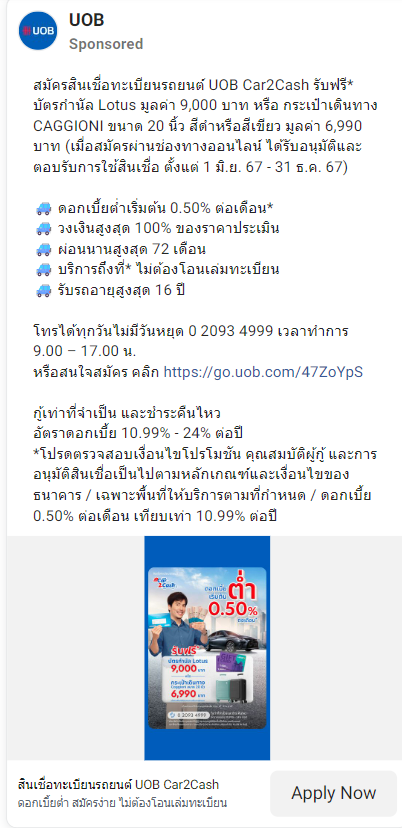 UOB
UOB
Sponsored
สมัครสินเชื่อทะเบียนรถยนต์ UOB Car2Cash รับฟรี*
บัตรกำนัล Lotus มูลค่า 9,000 บาท หรือ กระเป๋าเดินทาง
CAGGIONI ขนาด 20 นิ้ว สีดำหรือสีเขียว มูลค่า 6,990
บาท (เมื่อสมัครผ่านช่องทางออนไลน์ ได้รับอนุมัติและ
ตอบรับการใช้สินเชื่อ ตั้งแต่ 1 มิ.ย. 67 - 31 ธ.ค. 67)
🚙 ดอกเบี้ยต่ำเริ่มต้น 0.50% ต่อเดือน*
🚙 วงเงินสูงสุด 100% ของราคาประเมิน
🚙 ผ่อนนานสูงสุด 72 เดือน
🚙 บริการถึงที่* ไม่ต้องโอนเล่มทะเบียน
🚙 รับรถอายุสูงสุด 16 ปี
โทรได้ทุกวันไม่มีวันหยุด 0 2093 4999 เวลาทำการ
9.00 – 17.00 น.
หรือสนใจสมัคร คลิก https://go.uob.com/47ZoYpS
กู้เท่าที่จำเป็น และชำระคืนไหว
อัตราดอกเบี้ย 10.99% - 24% ต่อปี
*โปรดตรวจสอบเงื่อนไขโปรโมชัน คุณสมบัติผู้กู้ และการ
อนุมัติสินเชื่อเป็นไปตามหลักเกณฑ์และเงื่อนไขของ
ธนาคาร / เฉพาะพื้นที่ให้บริการตามที่กำหนด / ดอกเบี้ย
0.50% ต่อเดือน เทียบเท่า 10.99% ต่อปี
ดอกเบี้ย
เริ่มต้น
ต่ำ
0.50%
ต่อเดือน*
รับฟรี*
บัตรกำนัล Lotus
9,000 บาท
กระเป๋าเดินทาง
6,990 บาท
0 2093 4999
สินเชื่อทะเบียนรถยนต์ UOB Car2Cash
ดอกเบี้ยต่ำ สมัครง่าย ไม่ต้องโอนเล่มทะเบียน
Apply Now